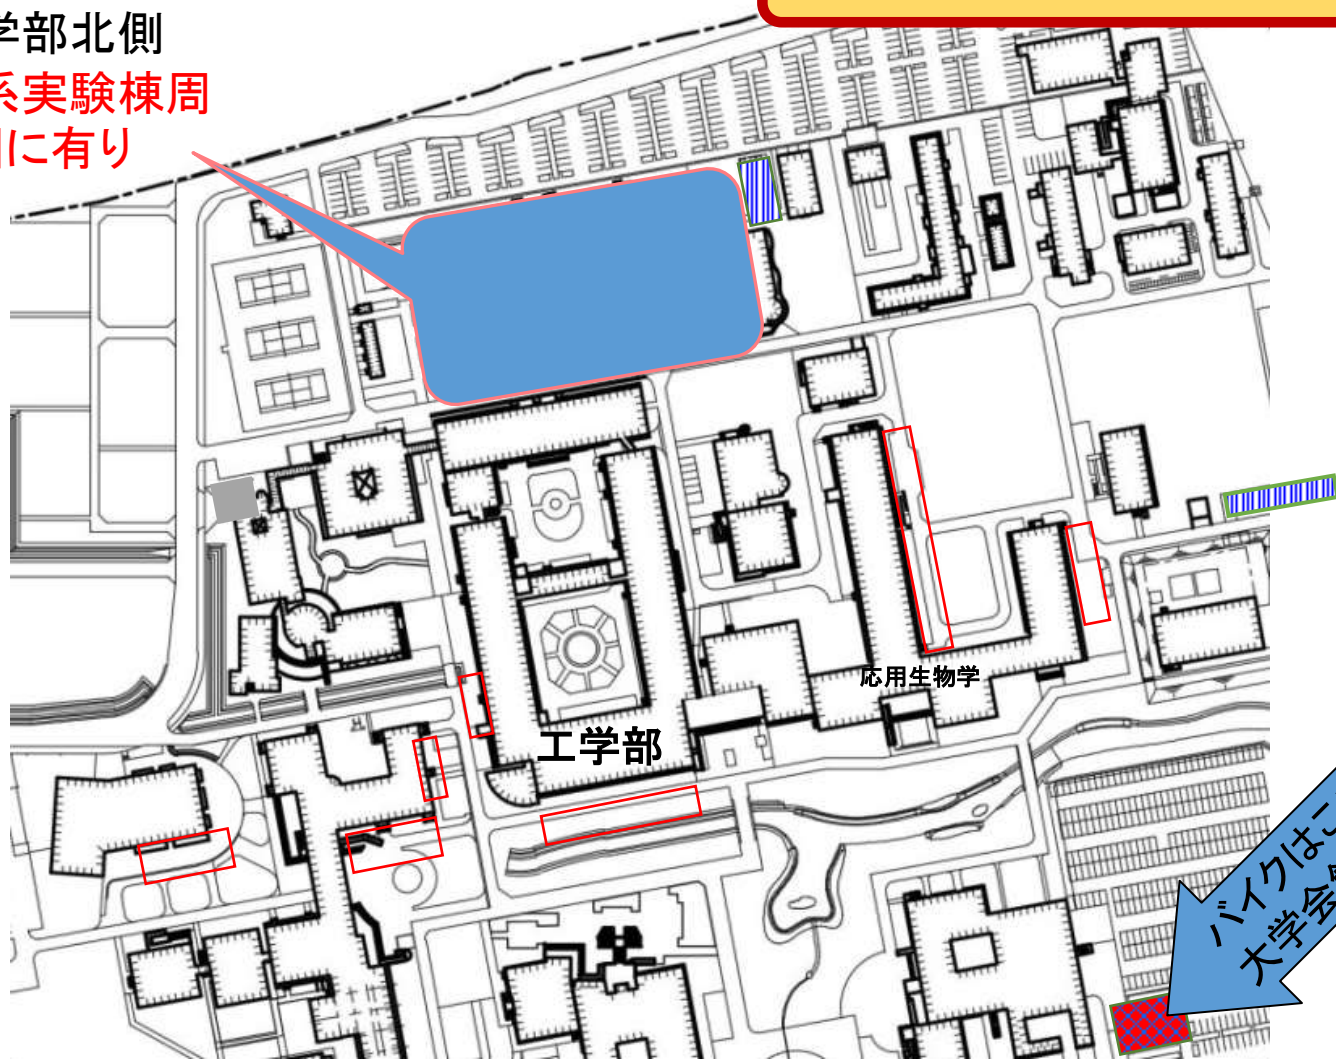 学部北側
系実験棟周
に有り
応用生物学
工学部
バイクはこ
大学会